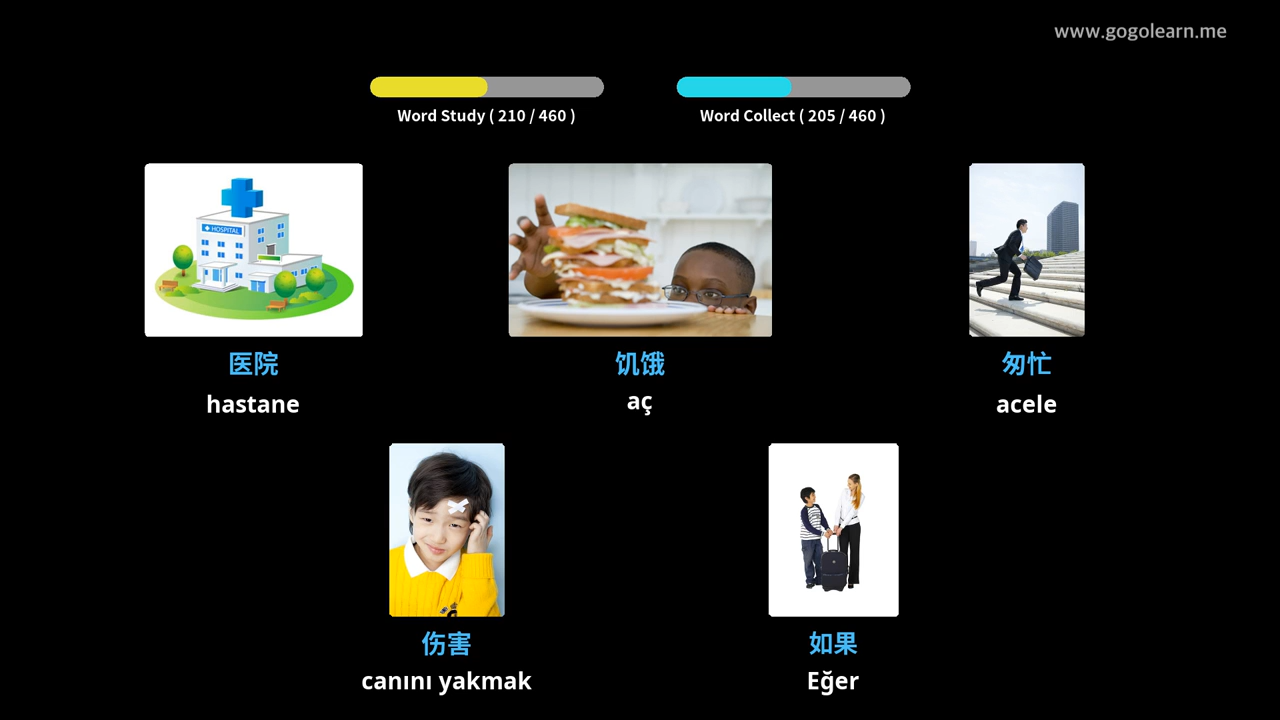 www.gogolearn.me
Word Study ( 210 / 460 )
Word Collect ( 205 / 460 )
HOSPITAL
医院
饥饿
匆忙
hastane
aç
acele
伤害
如果
canını yakmak
Eğer